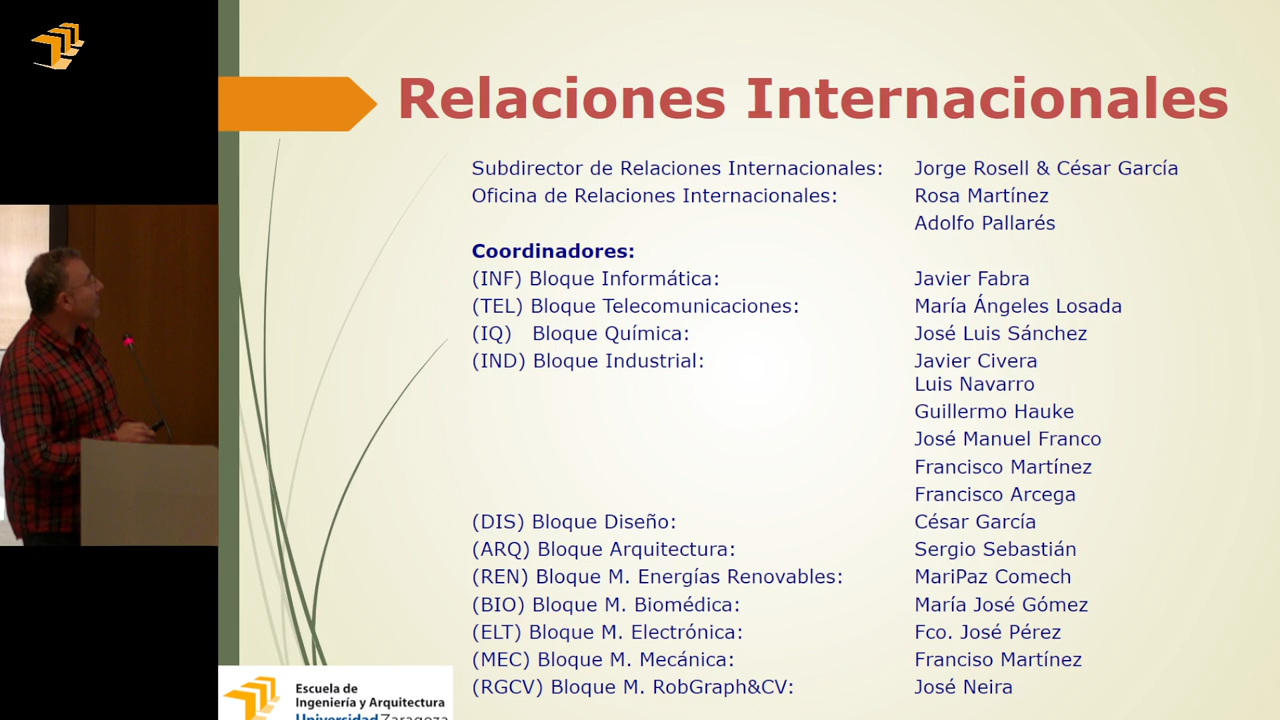 Relaciones Internacionales
Subdirector de Relaciones Internacionales: Jorge Rosell & César García
Oficina de Relaciones Internacionales: Rosa Martínez
Adolfo Pallarés
Coordinadores:
(INF) Bloque Informática: Javier Fabra
(TEL) Bloque Telecomunicaciones: María Ángeles Losada
(IQ) Bloque Química: José Luis Sánchez
(IND) Bloque Industrial: Javier Civera
Luis Navarro
Guillermo Hauke
José Manuel Franco
Francisco Martínez
Francisco Arcega
(DIS) Bloque Diseño: César García
(ARQ) Bloque Arquitectura: Sergio Sebastián
(REN) Bloque M. Energías Renovables: MariPaz Comech
(BIO) Bloque M. Biomédica: María José Gómez
(ELT) Bloque M. Electrónica: Fco. José Pérez
(MEC) Bloque M. Mecánica: Franciso Martínez
(RGCV) Bloque M. RobGraph&CV: José Neira
Escuela de
Ingeniería y Arquitectura
Universidad Zaragoza